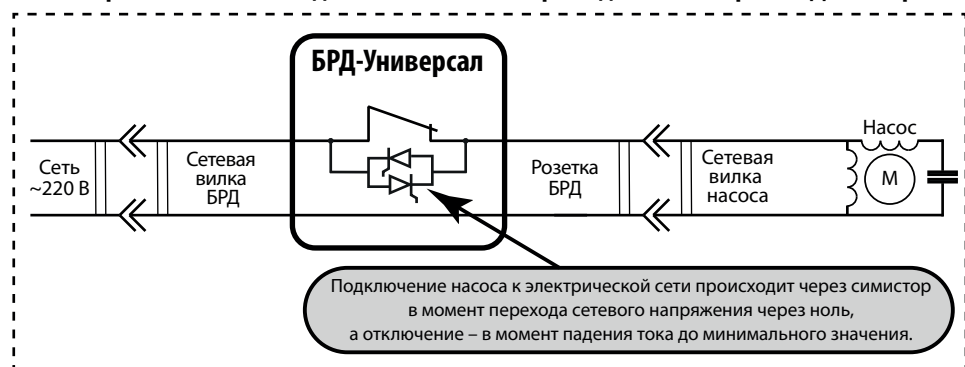 БРД-Универсал
Насос
Сеть
~220 В
Сетевая
вилка
БРД
Розетка
БРД
Сетевая
вилка
насоса
М
Подключение насоса к электрической сети происходит через симистор
в момент перехода сетевого напряжения через ноль,
а отключение – в момент падения тока до минимального значения.